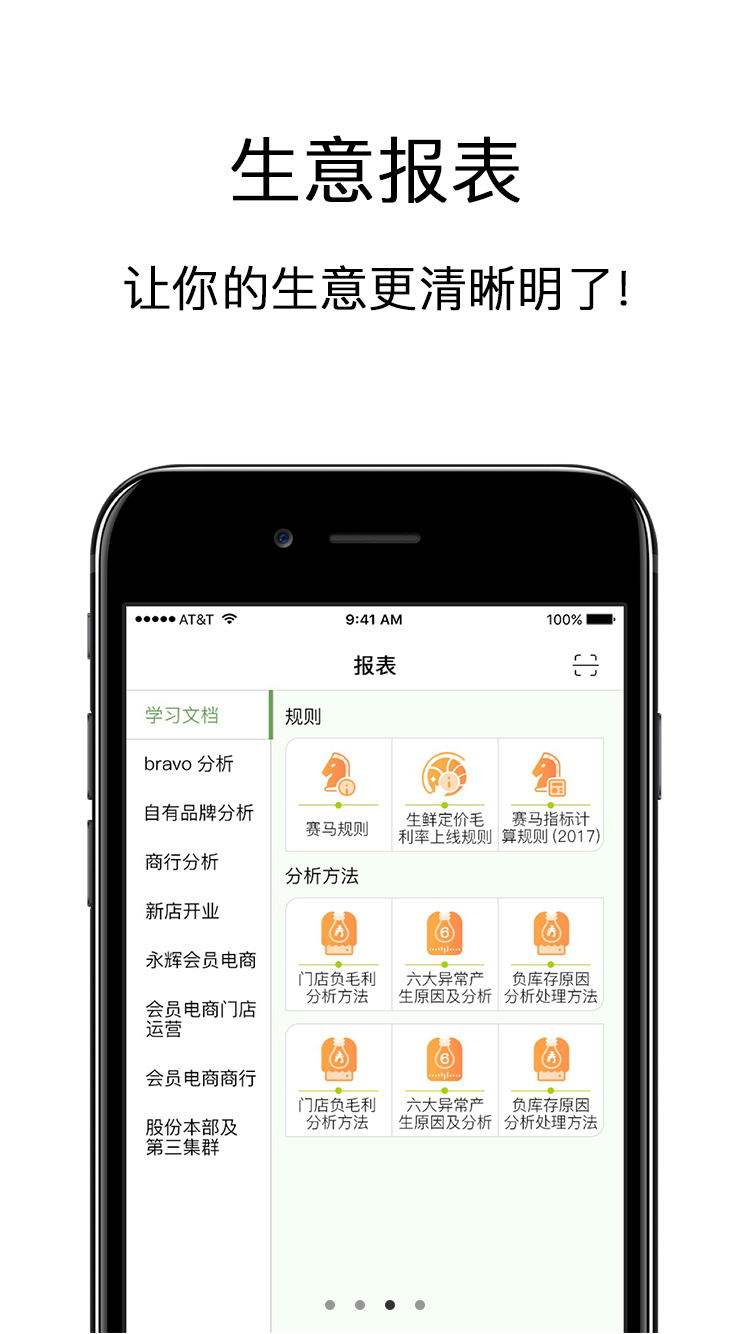 生意报表
让你的生意更清晰明了!
AT&T 9:41 AM 100%
报表
学习文档
bravo 分析
自有品牌分析
商行分析
新店开业
永辉会员电商
会员电商门店
运营
会员电商商行
股份本部及
第三集群
规则
赛马规则
生鲜定价毛
利率上线规则
赛马指标计
算规则 (2017)
分析方法
门店负毛利
分析方法
6
六大异常产
生原因及分析
负库存原因
分析处理方法
门店负毛利
分析方法
6
六大异常产
生原因及分析
负库存原因
分析处理方法